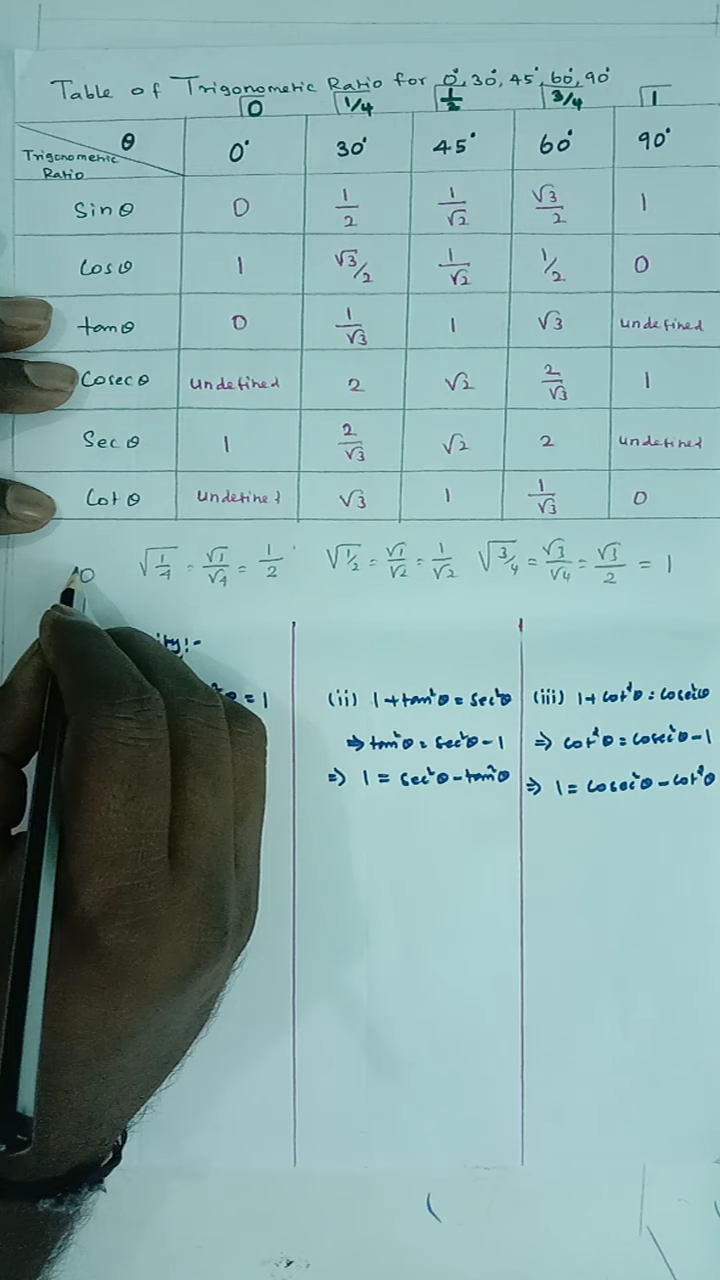 Table of Trigonometric Ratio for 0°, 30°, 45°, 60°, 90°
√0 √1/4 √1/2 √3/4 √1
θ
Trigonometric Ratio
0° 30° 45° 60° 90°
Sinθ 0 1/2 1/√2 √3/2 1
Cosθ 1 √3/2 1/√2 1/2 0
tanθ 0 1/√3 1 √3 undefined
Cosecθ undefined 2 √2 2/√3 1
Secθ 1 2/√3 √2 2 undefined
Cotθ undefined √3 1 1/√3 0
√1/4 = √1/√4 = 1/2 √1/2 = √1/√2 = 1/√2 √3/4 = √3/√4 = √3/2 = 1
= 1
(ii) 1+tan²θ = sec²θ
⇒ tan²θ = sec²θ - 1
⇒ 1 = sec²θ - tan²θ
(iii) 1+cot²θ = cosec²θ
⇒ cot²θ = cosec²θ - 1
⇒ 1 = cosec²θ - cot²θ